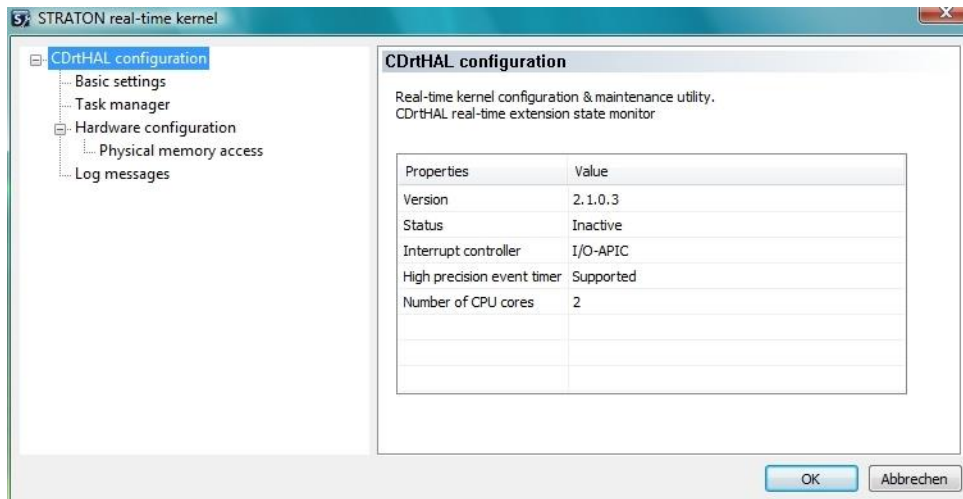 STRATON real-time kernel
CDrtHAL configuration
Basic settings
Task manager
Hardware configuration
Physical memory access
Log messages
CDrtHAL configuration
Real-time kernel configuration & maintenance utility.
CDrtHAL real-time extension state monitor
Properties Value
Version 2.1.0.3
Status Inactive
Interrupt controller I/O-APIC
High precision event timer Supported
Number of CPU cores 2
OK Abbrechen